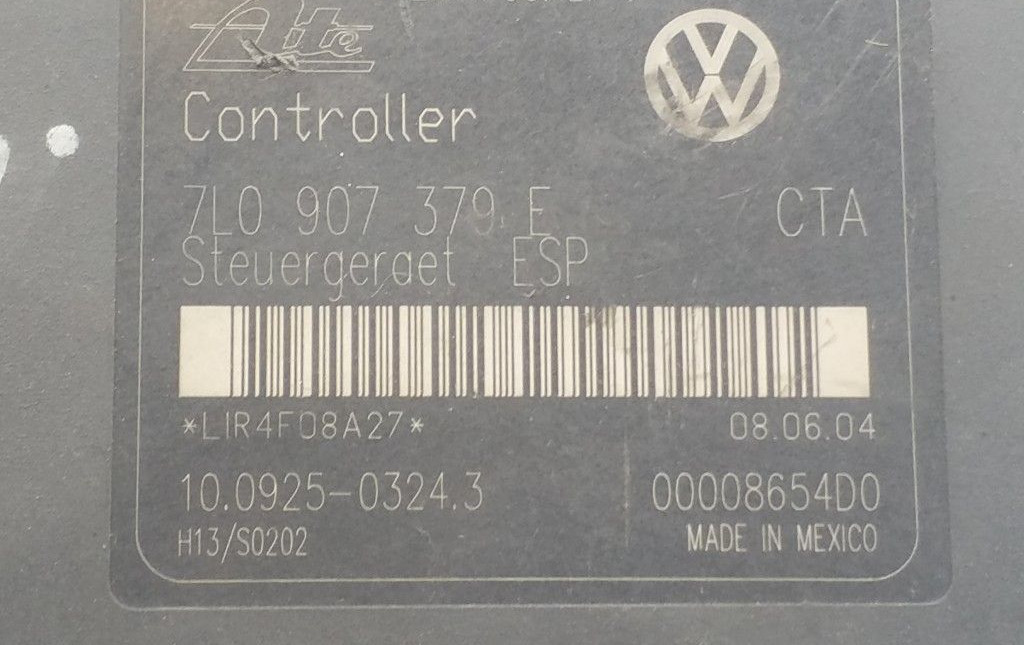 Ate
Controller
7L0 907 379 E CTA
Steuergeraet ESP
*LIR4F08A27* 08.06.04
10.0925-0324.3 00008654D0
H13/S0202 MADE IN MEXICO